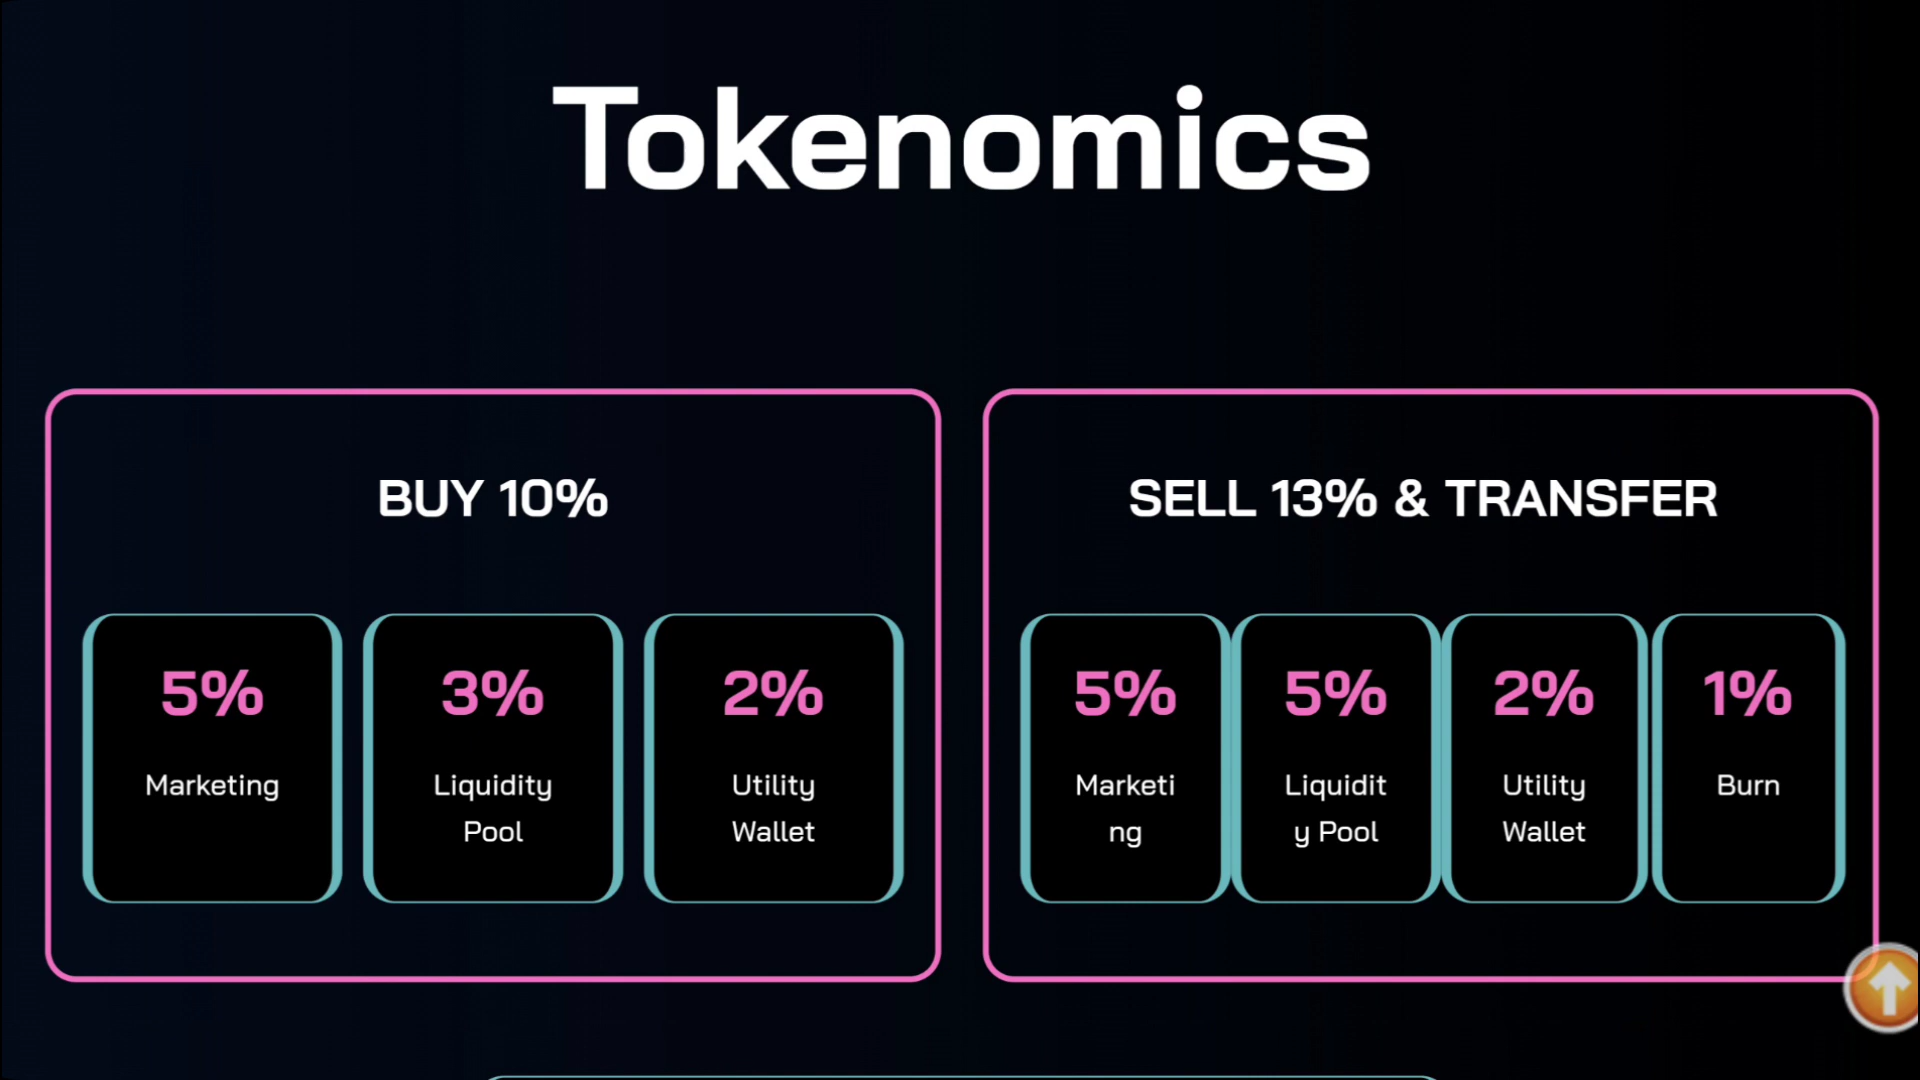 Tokenomics
BUY 10%
5%
Marketing
3%
Liquidity
Pool
2%
Utility
Wallet
SELL 13% & TRANSFER
5%
Marketi
ng
5%
Liquidit
y Pool
2%
Utility
Wallet
1%
Burn